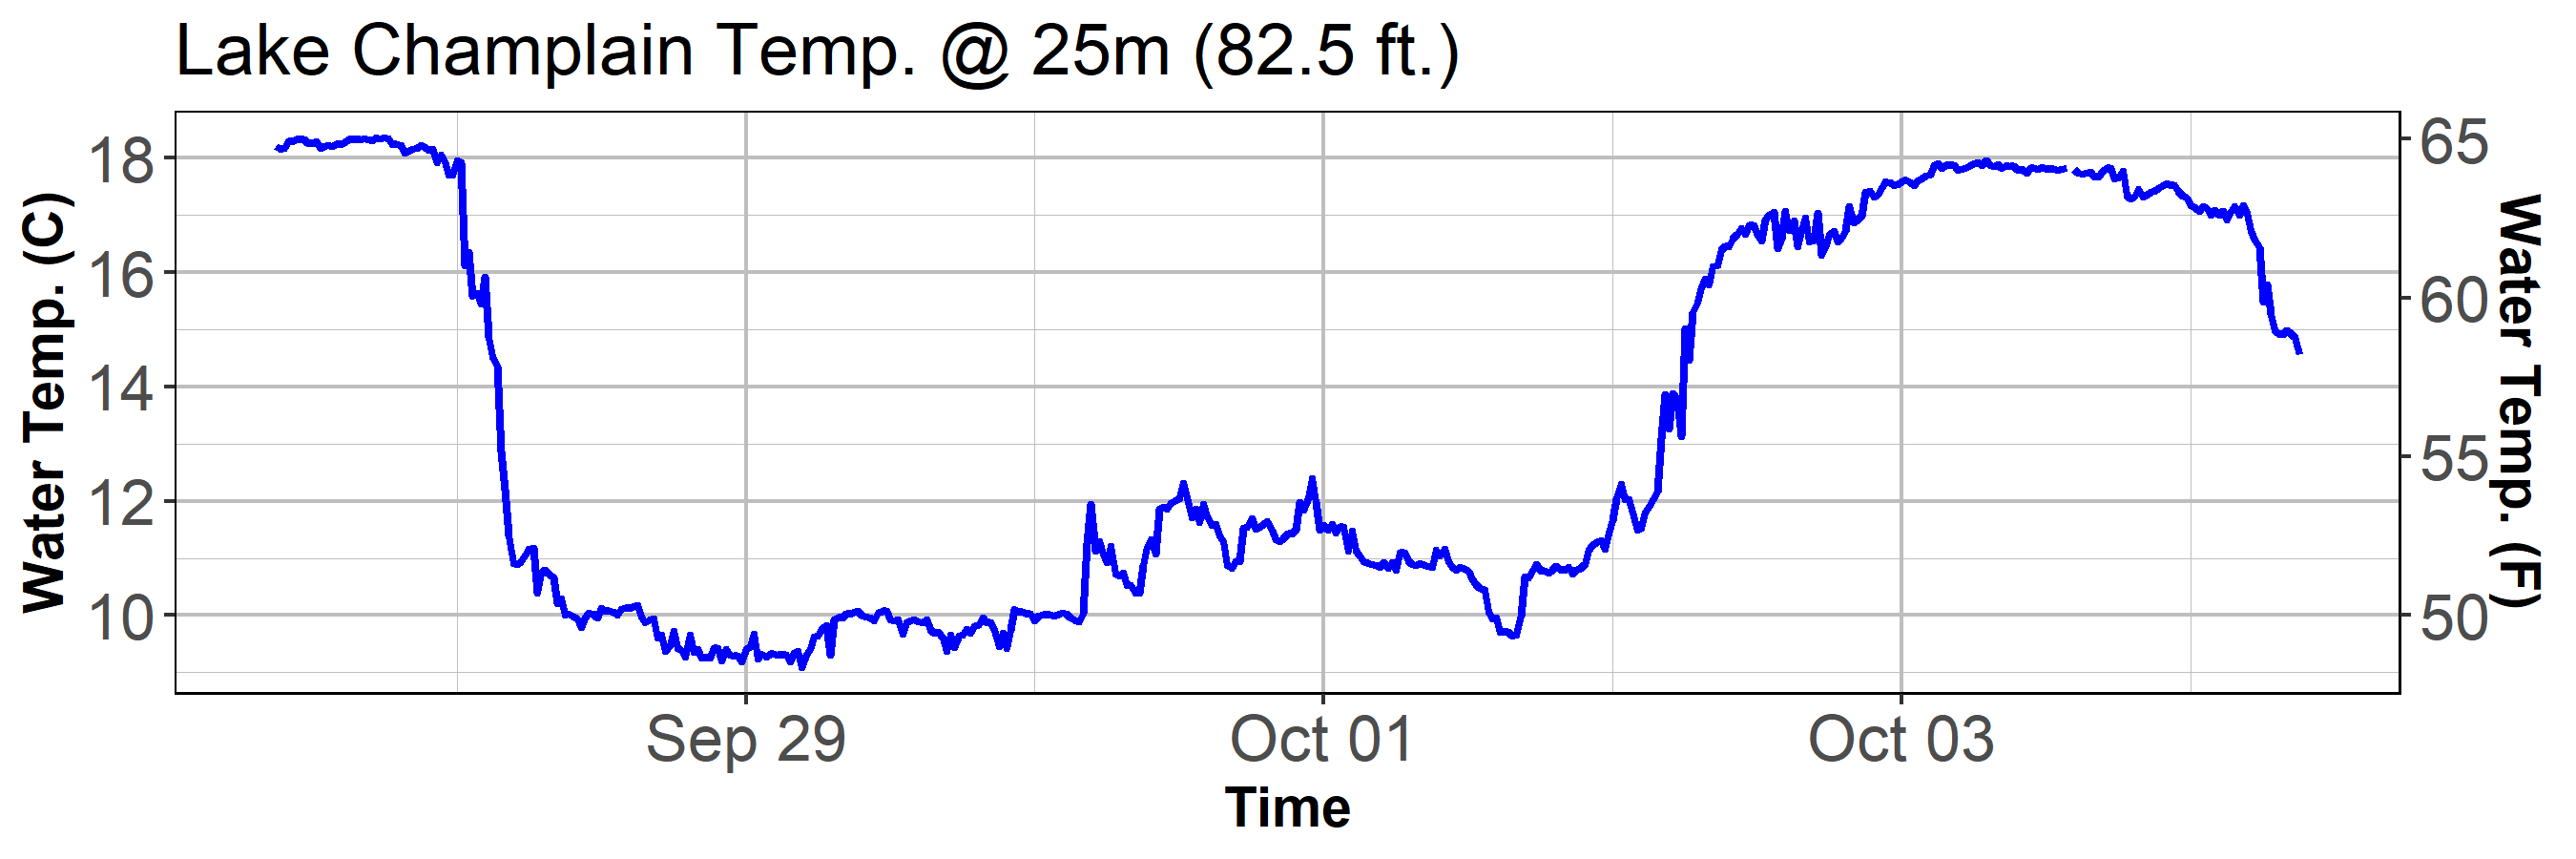 Lake Champlain Temp. @ 25m (82.5 ft.)
Water Temp. (C)
18
16
14
12
10
65
60
55
50
Water Temp. (F)
Sep 29
Oct 01
Oct 03
Time